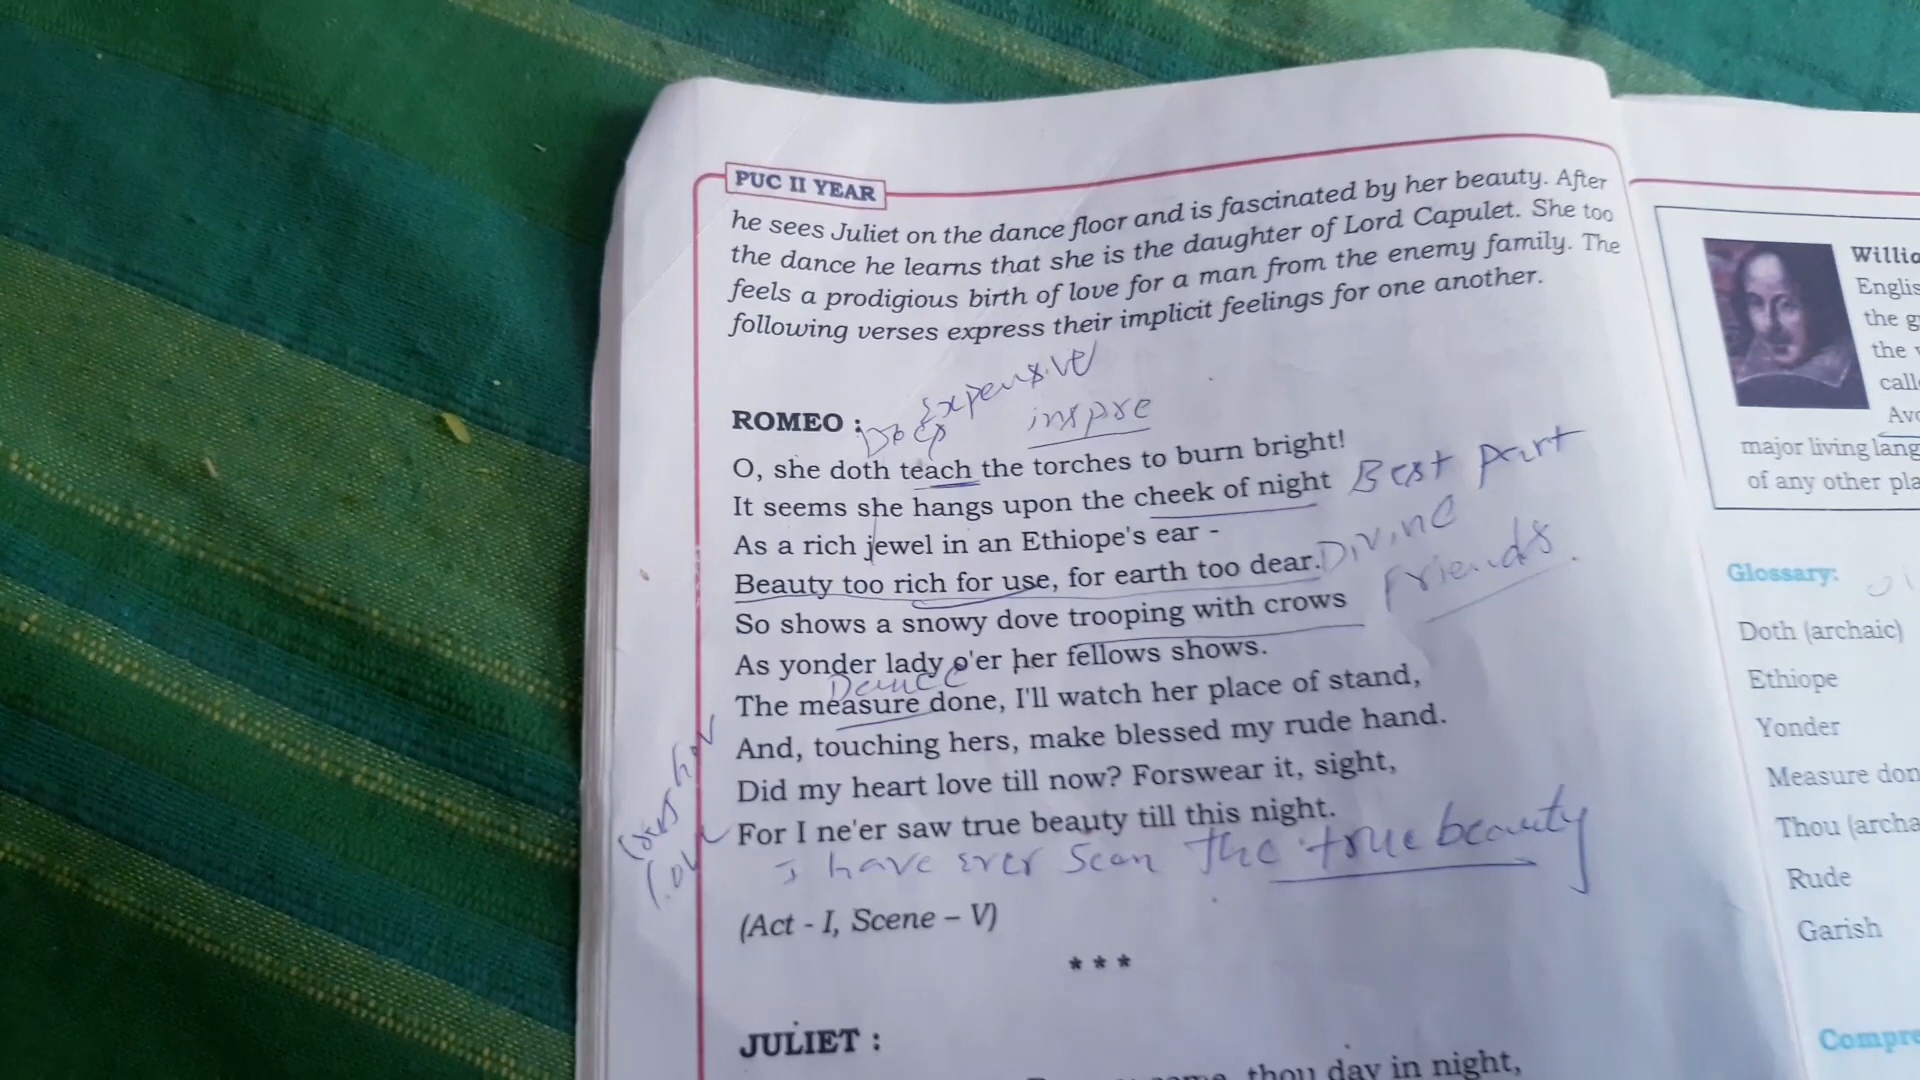 PUC II YEAR
he sees Juliet on the dance floor and is fascinated by her beauty. After
the dance he learns that she is the daughter of Lord Capulet. She too
feels a prodigious birth of love for a man from the enemy family. The
following verses express their implicit feelings for one another.
Expensive
ROMEO :
inspre
O, she doth teach the torches to burn bright!
It seems she hangs upon the cheek of night Best part
As a rich jewel in an Ethiope's ear -
Beauty too rich for use, for earth too dear. Divine
So shows a snowy dove trooping with crows Friends.
As yonder lady o'er her fellows shows.
Dance
The measure done, I'll watch her place of stand,
And, touching hers, make blessed my rude hand.
Did my heart love till now? Forswear it, sight,
For I ne'er saw true beauty till this night.
I have ever seen the true beauty
(Act - I, Scene – V)
* * *
JULIET :
thou day in night,
Willia
Englis
the g
the
calle
Avo
major living lang
of any other pla
Glossary:
Doth (archaic)
Ethiope
Yonder
Measure don
Thou (archa
Rude
Garish
Compre